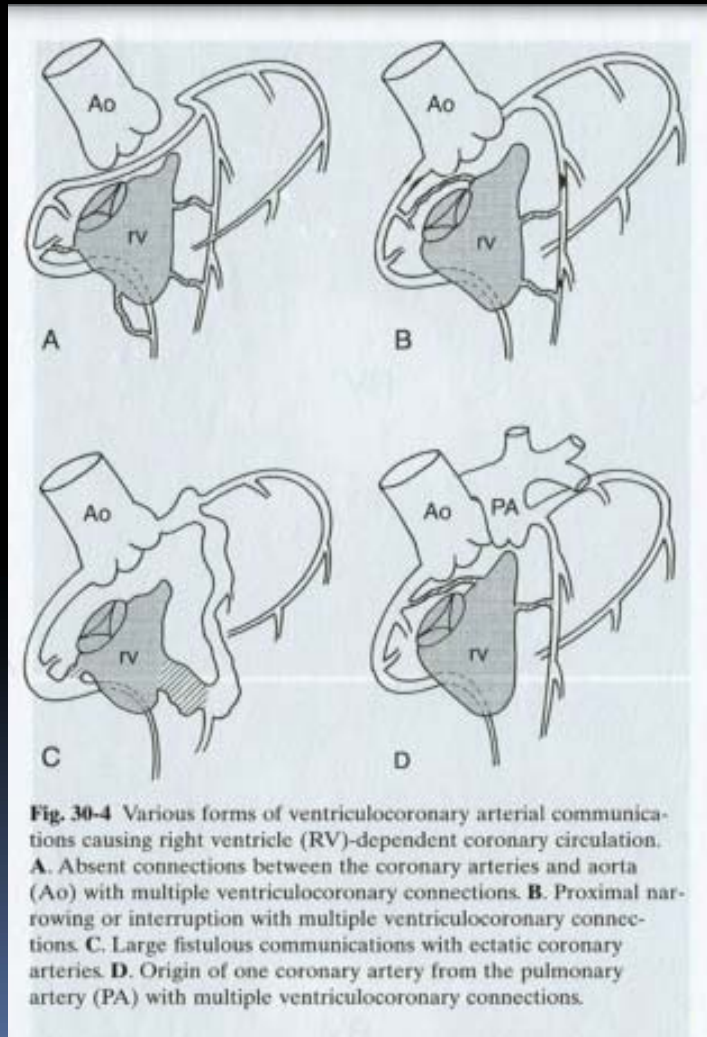 Ao
rv
A
Ao
rv
B
Ao
rv
C
Ao
PA
rv
D
Fig. 30-4 Various forms of ventriculocoronary arterial communica-
tions causing right ventricle (RV)-dependent coronary circulation.
A. Absent connections between the coronary arteries and aorta
(Ao) with multiple ventriculocoronary connections. B. Proximal nar-
rowing or interruption with multiple ventriculocoronary connec-
tions. C. Large fistulous communications with ectatic coronary
arteries. D. Origin of one coronary artery from the pulmonary
artery (PA) with multiple ventriculocoronary connections.